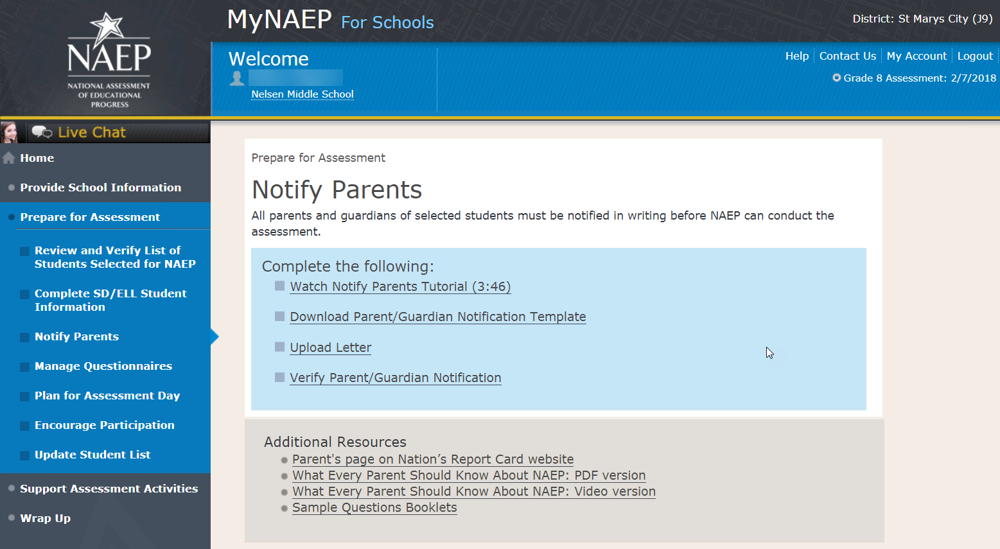 NAEP
NATIONAL ASSESSMENT
OF EDUCATIONAL
PROGRESS
MyNAEP For Schools
District: St Marys City (J9)
Welcome
Nelsen Middle School
Help
Contact Us
My Account
Logout
Grade 8 Assessment: 2/7/2018
Live Chat
Home
Provide School Information
Prepare for Assessment
Review and Verify List of
Students Selected for NAEP
Complete SD/ELL Student
Information
Notify Parents
Manage Questionnaires
Plan for Assessment Day
Encourage Participation
Update Student List
Support Assessment Activities
Wrap Up
Prepare for Assessment
Notify Parents
All parents and guardians of selected students must be notified in writing before NAEP can conduct the
assessment.
Complete the following:
Watch Notify Parents Tutorial (3:46)
Download Parent/Guardian Notification Template
Upload Letter
Verify Parent/Guardian Notification
Additional Resources
Parent's page on Nation’s Report Card website
What Every Parent Should Know About NAEP: PDF version
What Every Parent Should Know About NAEP: Video version
Sample Questions Booklets